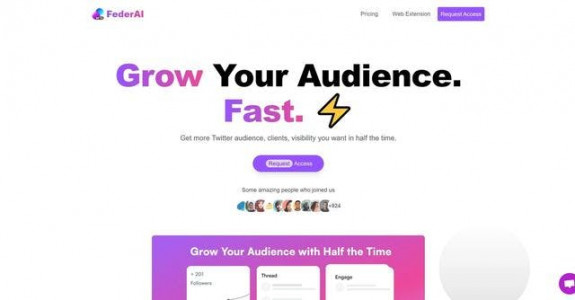 FederAI
Pricing
Web Extension
Request Access
Grow Your Audience.
Fast. ⚡
Get more Twitter audience, clients, visibility you want in half the time.
Request Access
Some amazing people who joined us
+924
Grow Your Audience with Half the Time
+ 201
Followers
Thread
Engage